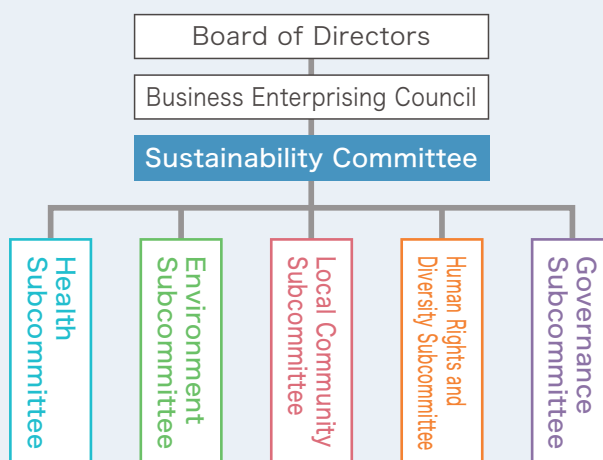 Board of Directors
Business Enterprising Council
Sustainability Committee
Health
Subcommittee
Environment
Subcommittee
Local Community
Subcommittee
Human Rights and
Diversity Subcommittee
Governance
Subcommittee